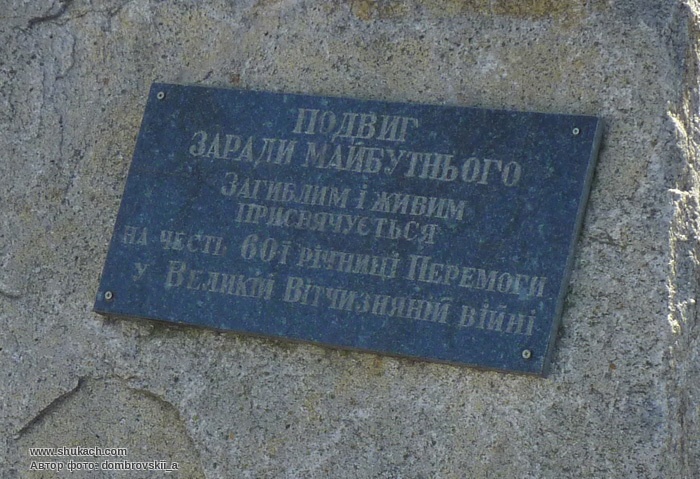 ПОДВИГ
ЗАРАДИ МАЙБУТНЬОГО
ЗАГИБЛИМ І ЖИВИМ
ПРИСВЯЧУЄТЬСЯ
НА ЧЕСТЬ 60ї РІЧНИЦІ ПЕРЕМОГИ
У ВЕЛИКІЙ ВІТЧИЗНЯНІЙ ВІЙНІ
www.shukach.com
Автор фото: dombrovskii_a